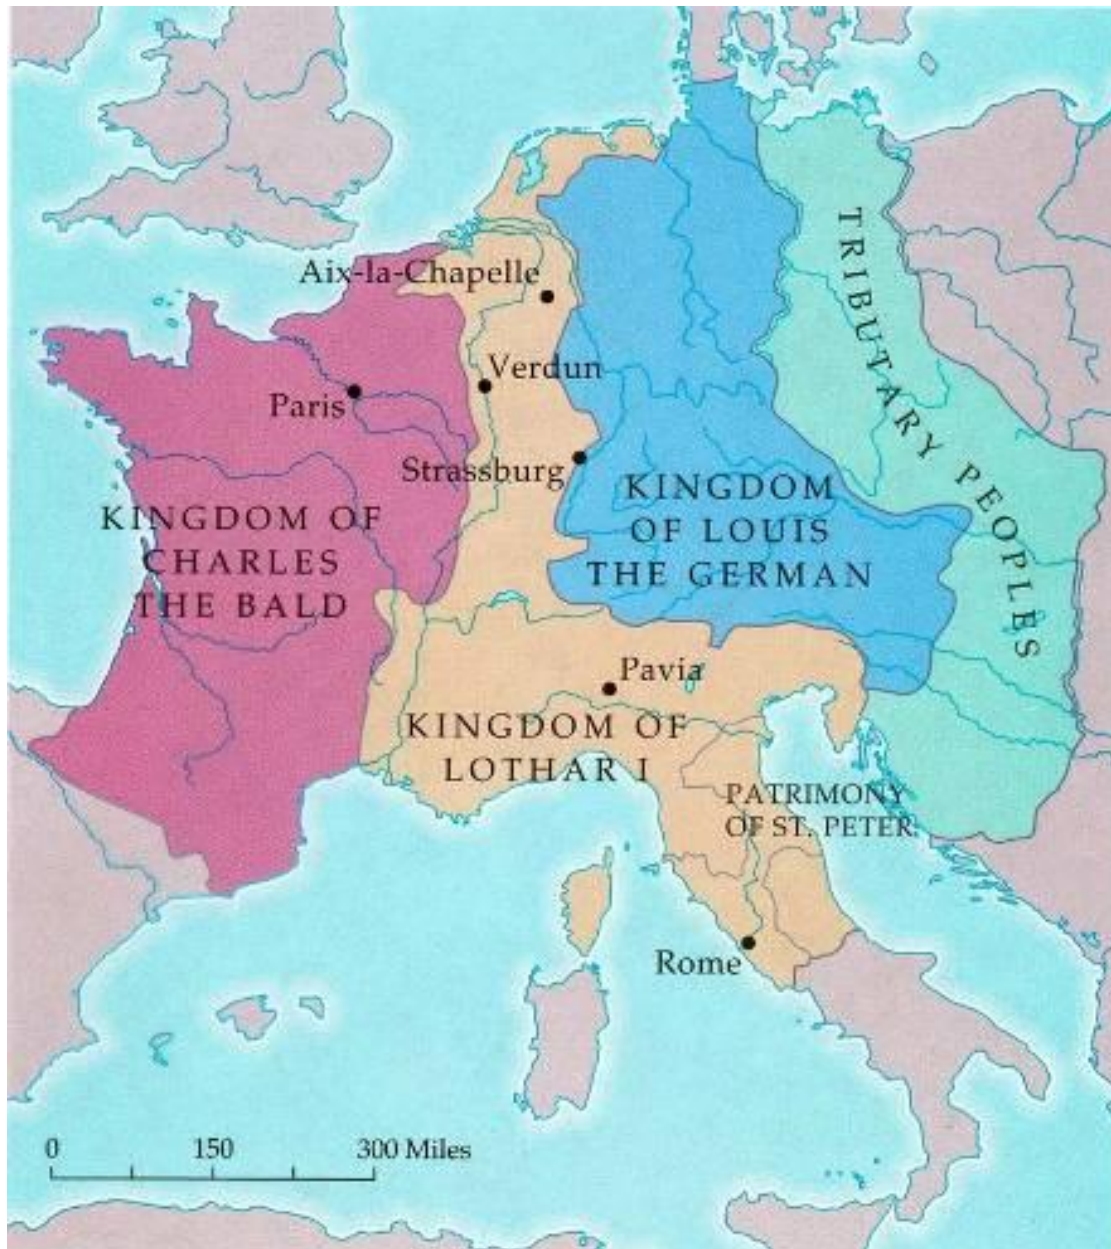 Aix-la-Chapelle
Verdun
Paris
Strassburg
KINGDOM OF
CHARLES
THE BALD
KINGDOM
OF LOUIS
THE GERMAN
TRIBUTARY PEOPLES
Pavia
KINGDOM OF
LOTHAR I
PATRIMONY
OF ST. PETER
Rome
0 150 300 Miles